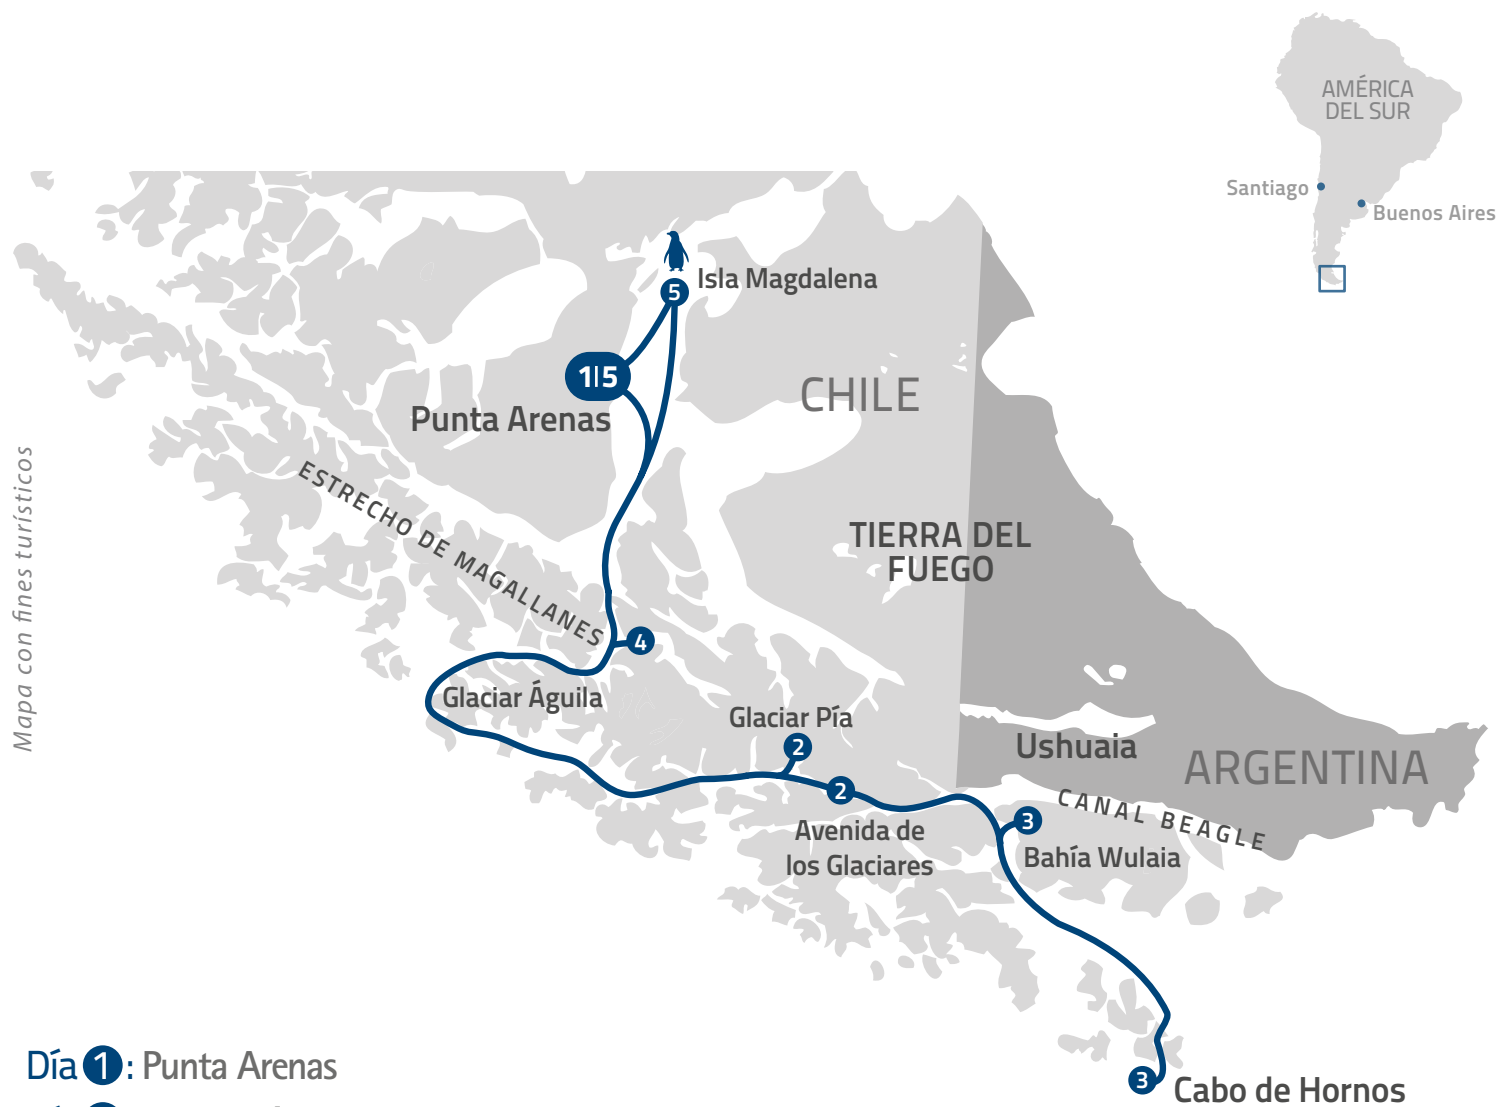 AMÉRICA
DEL SUR
Santiago
Buenos Aires
Isla Magdalena
5
1|5
Punta Arenas
CHILE
ESTRECHO DE MAGALLANES
TIERRA DEL
FUEGO
4
Glaciar Águila
Glaciar Pía
2
2
Avenida de
los Glaciares
Ushuaia
ARGENTINA
CANAL BEAGLE
3
Bahía Wulaia
3
Cabo de Hornos
Mapa con fines turísticos
Día 1: Punta Arenas